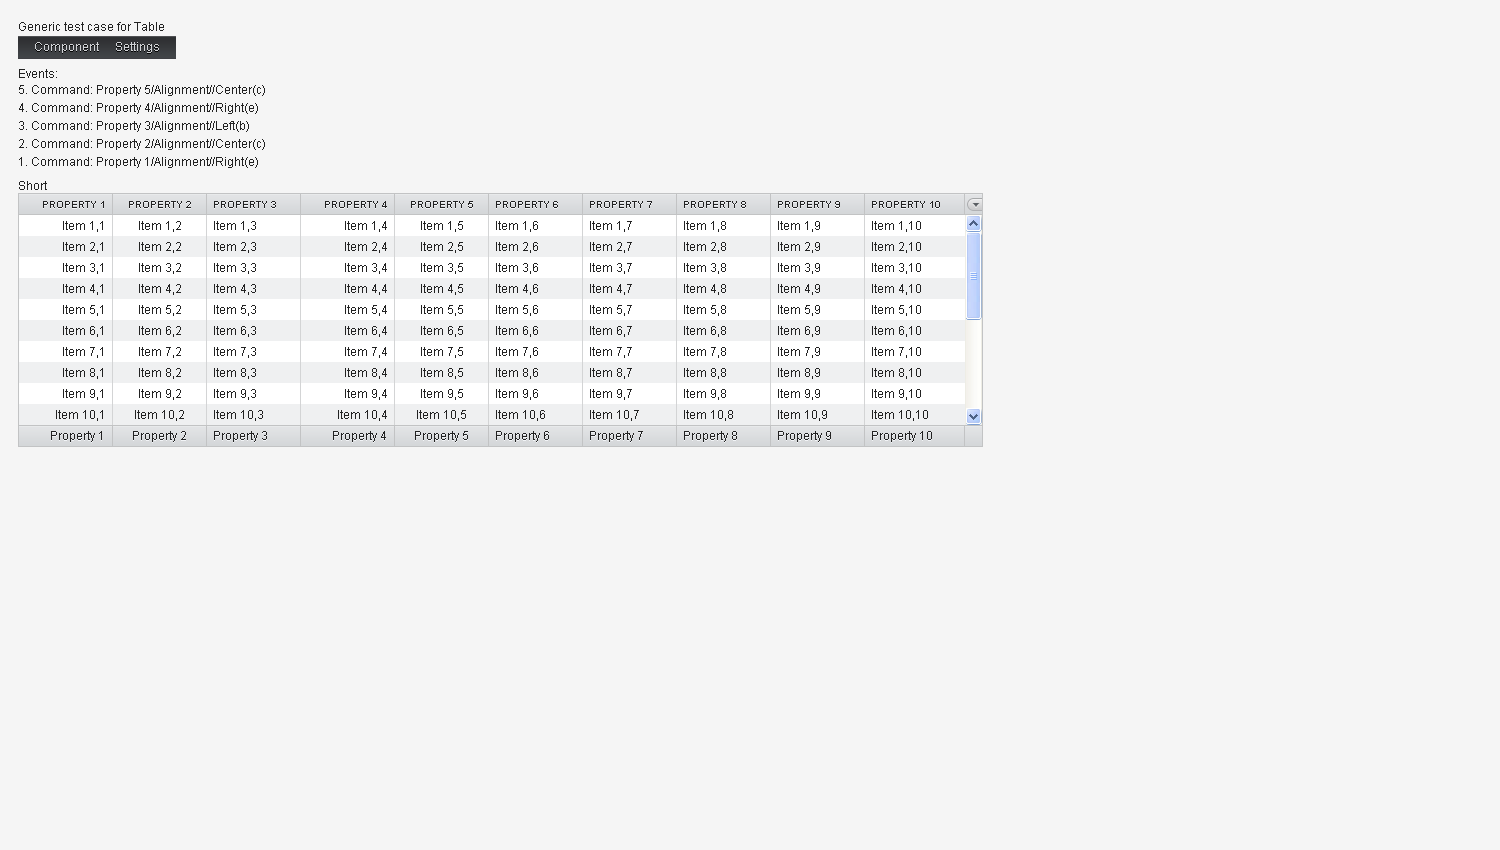 Generic test case for Table
Component Settings
Events:
5. Command: Property 5/Alignment//Center(c)
4. Command: Property 4/Alignment//Right(e)
3. Command: Property 3/Alignment//Left(b)
2. Command: Property 2/Alignment//Center(c)
1. Command: Property 1/Alignment//Right(e)
Short
PROPERTY 1 PROPERTY 2 PROPERTY 3 PROPERTY 4 PROPERTY 5 PROPERTY 6 PROPERTY 7 PROPERTY 8 PROPERTY 9 PROPERTY 10
Item 1,1 Item 1,2 Item 1,3 Item 1,4 Item 1,5 Item 1,6 Item 1,7 Item 1,8 Item 1,9 Item 1,10
Item 2,1 Item 2,2 Item 2,3 Item 2,4 Item 2,5 Item 2,6 Item 2,7 Item 2,8 Item 2,9 Item 2,10
Item 3,1 Item 3,2 Item 3,3 Item 3,4 Item 3,5 Item 3,6 Item 3,7 Item 3,8 Item 3,9 Item 3,10
Item 4,1 Item 4,2 Item 4,3 Item 4,4 Item 4,5 Item 4,6 Item 4,7 Item 4,8 Item 4,9 Item 4,10
Item 5,1 Item 5,2 Item 5,3 Item 5,4 Item 5,5 Item 5,6 Item 5,7 Item 5,8 Item 5,9 Item 5,10
Item 6,1 Item 6,2 Item 6,3 Item 6,4 Item 6,5 Item 6,6 Item 6,7 Item 6,8 Item 6,9 Item 6,10
Item 7,1 Item 7,2 Item 7,3 Item 7,4 Item 7,5 Item 7,6 Item 7,7 Item 7,8 Item 7,9 Item 7,10
Item 8,1 Item 8,2 Item 8,3 Item 8,4 Item 8,5 Item 8,6 Item 8,7 Item 8,8 Item 8,9 Item 8,10
Item 9,1 Item 9,2 Item 9,3 Item 9,4 Item 9,5 Item 9,6 Item 9,7 Item 9,8 Item 9,9 Item 9,10
Item 10,1 Item 10,2 Item 10,3 Item 10,4 Item 10,5 Item 10,6 Item 10,7 Item 10,8 Item 10,9 Item 10,10
Property 1 Property 2 Property 3 Property 4 Property 5 Property 6 Property 7 Property 8 Property 9 Property 10